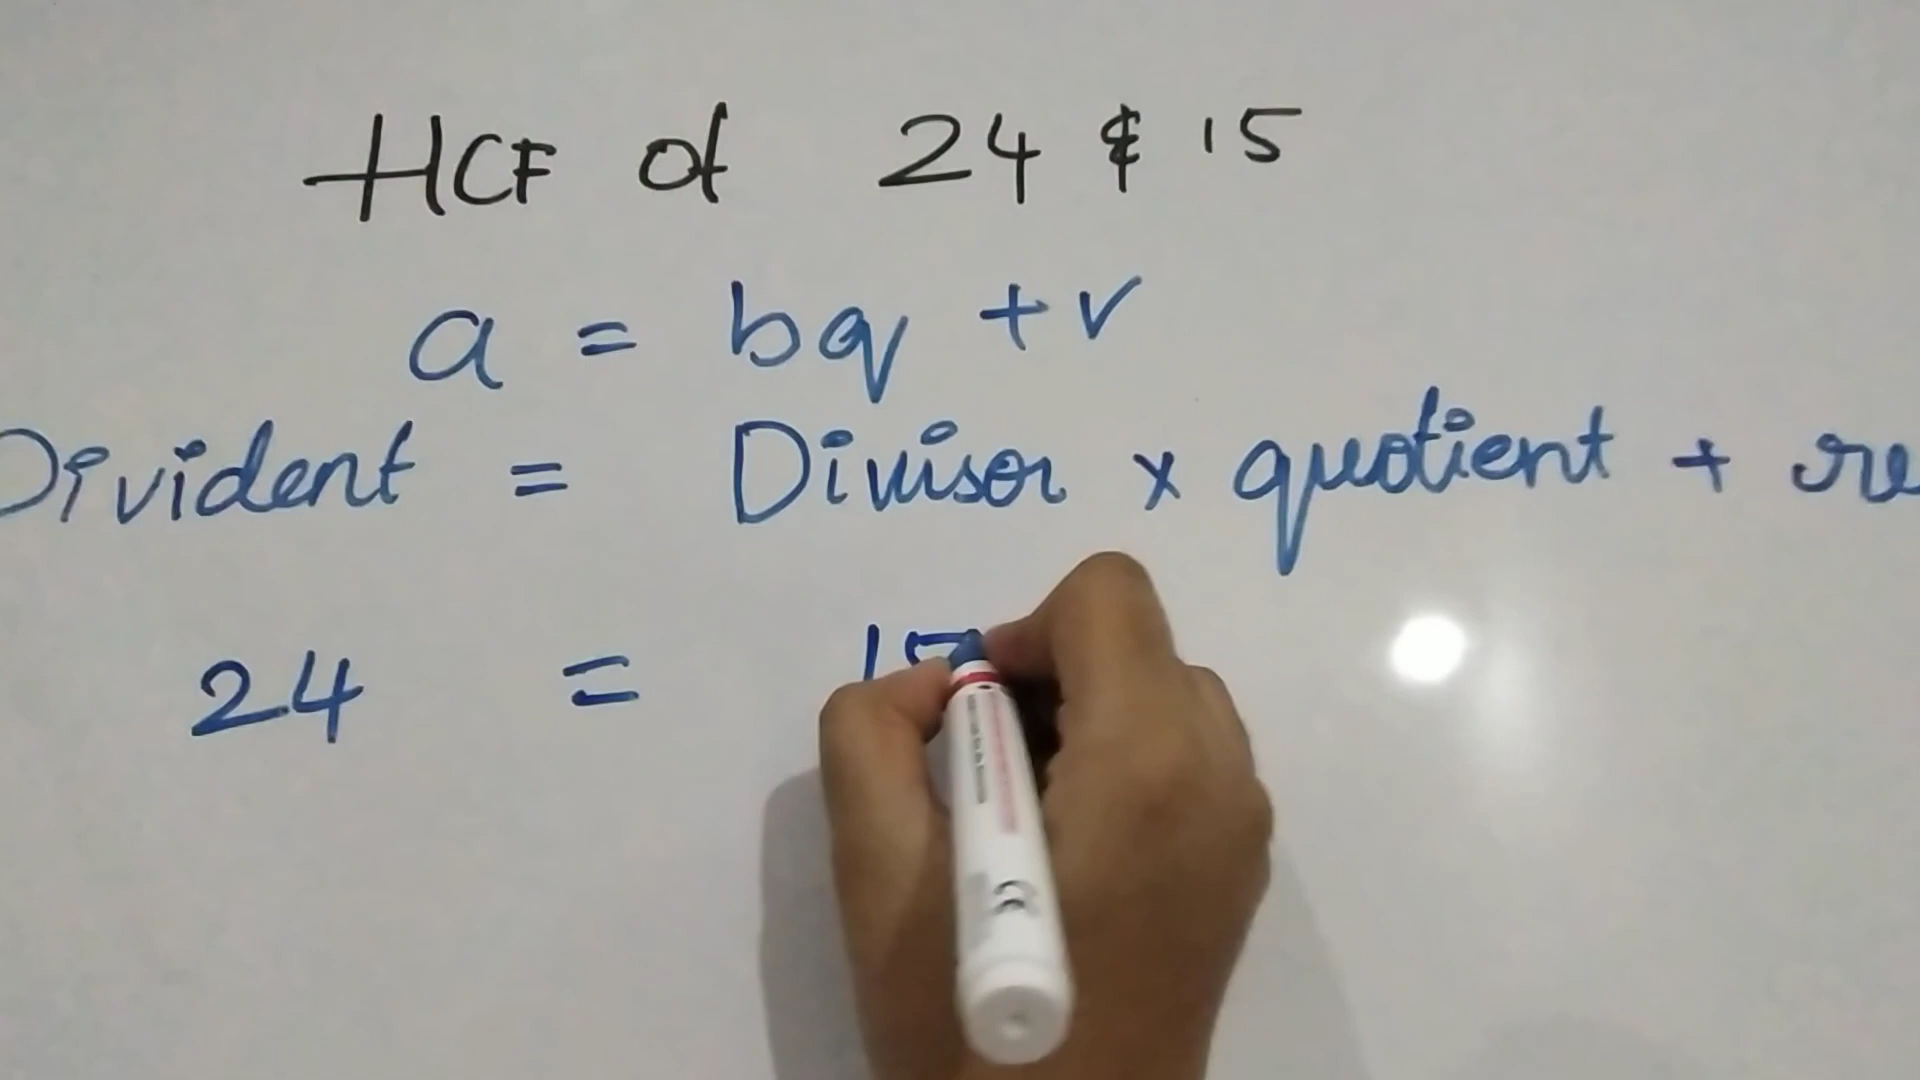 HCF of 24 & 15
a = bq + r
Divident = Divisor × quotient + re
24 = 15